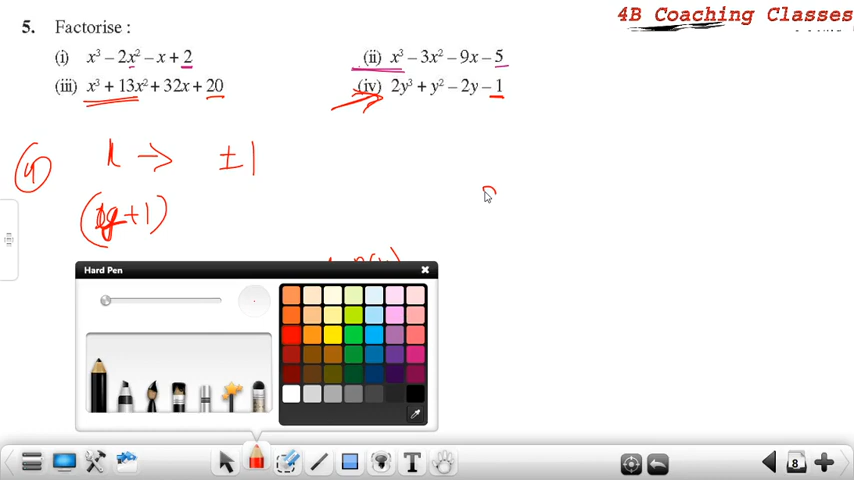 4B Coaching Classes
5. Factorise :
(i) x³ – 2x² – x + 2
(ii) x³ – 3x² – 9x – 5
(iii) x³ + 13x² + 32x + 20
(iv) 2y³ + y² – 2y – 1
→ ±1
+ 1)
Hard Pen
T
8